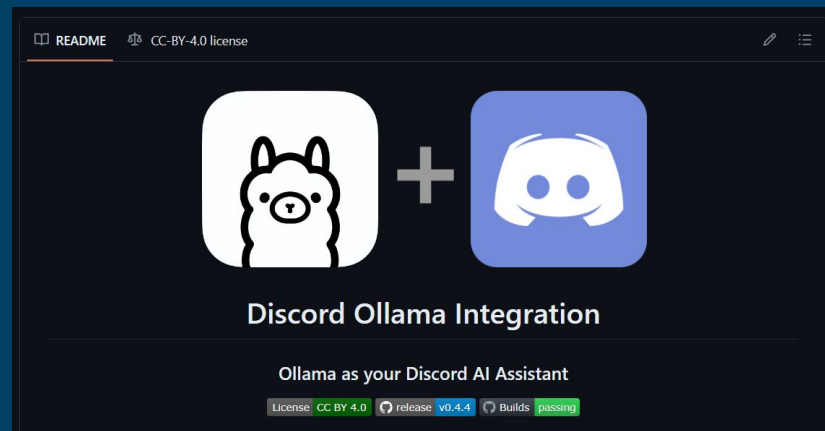 README CC-BY-4.0 license
Discord Ollama Integration
Ollama as your Discord AI Assistant
License CC BY 4.0 release v0.4.4 Builds passing